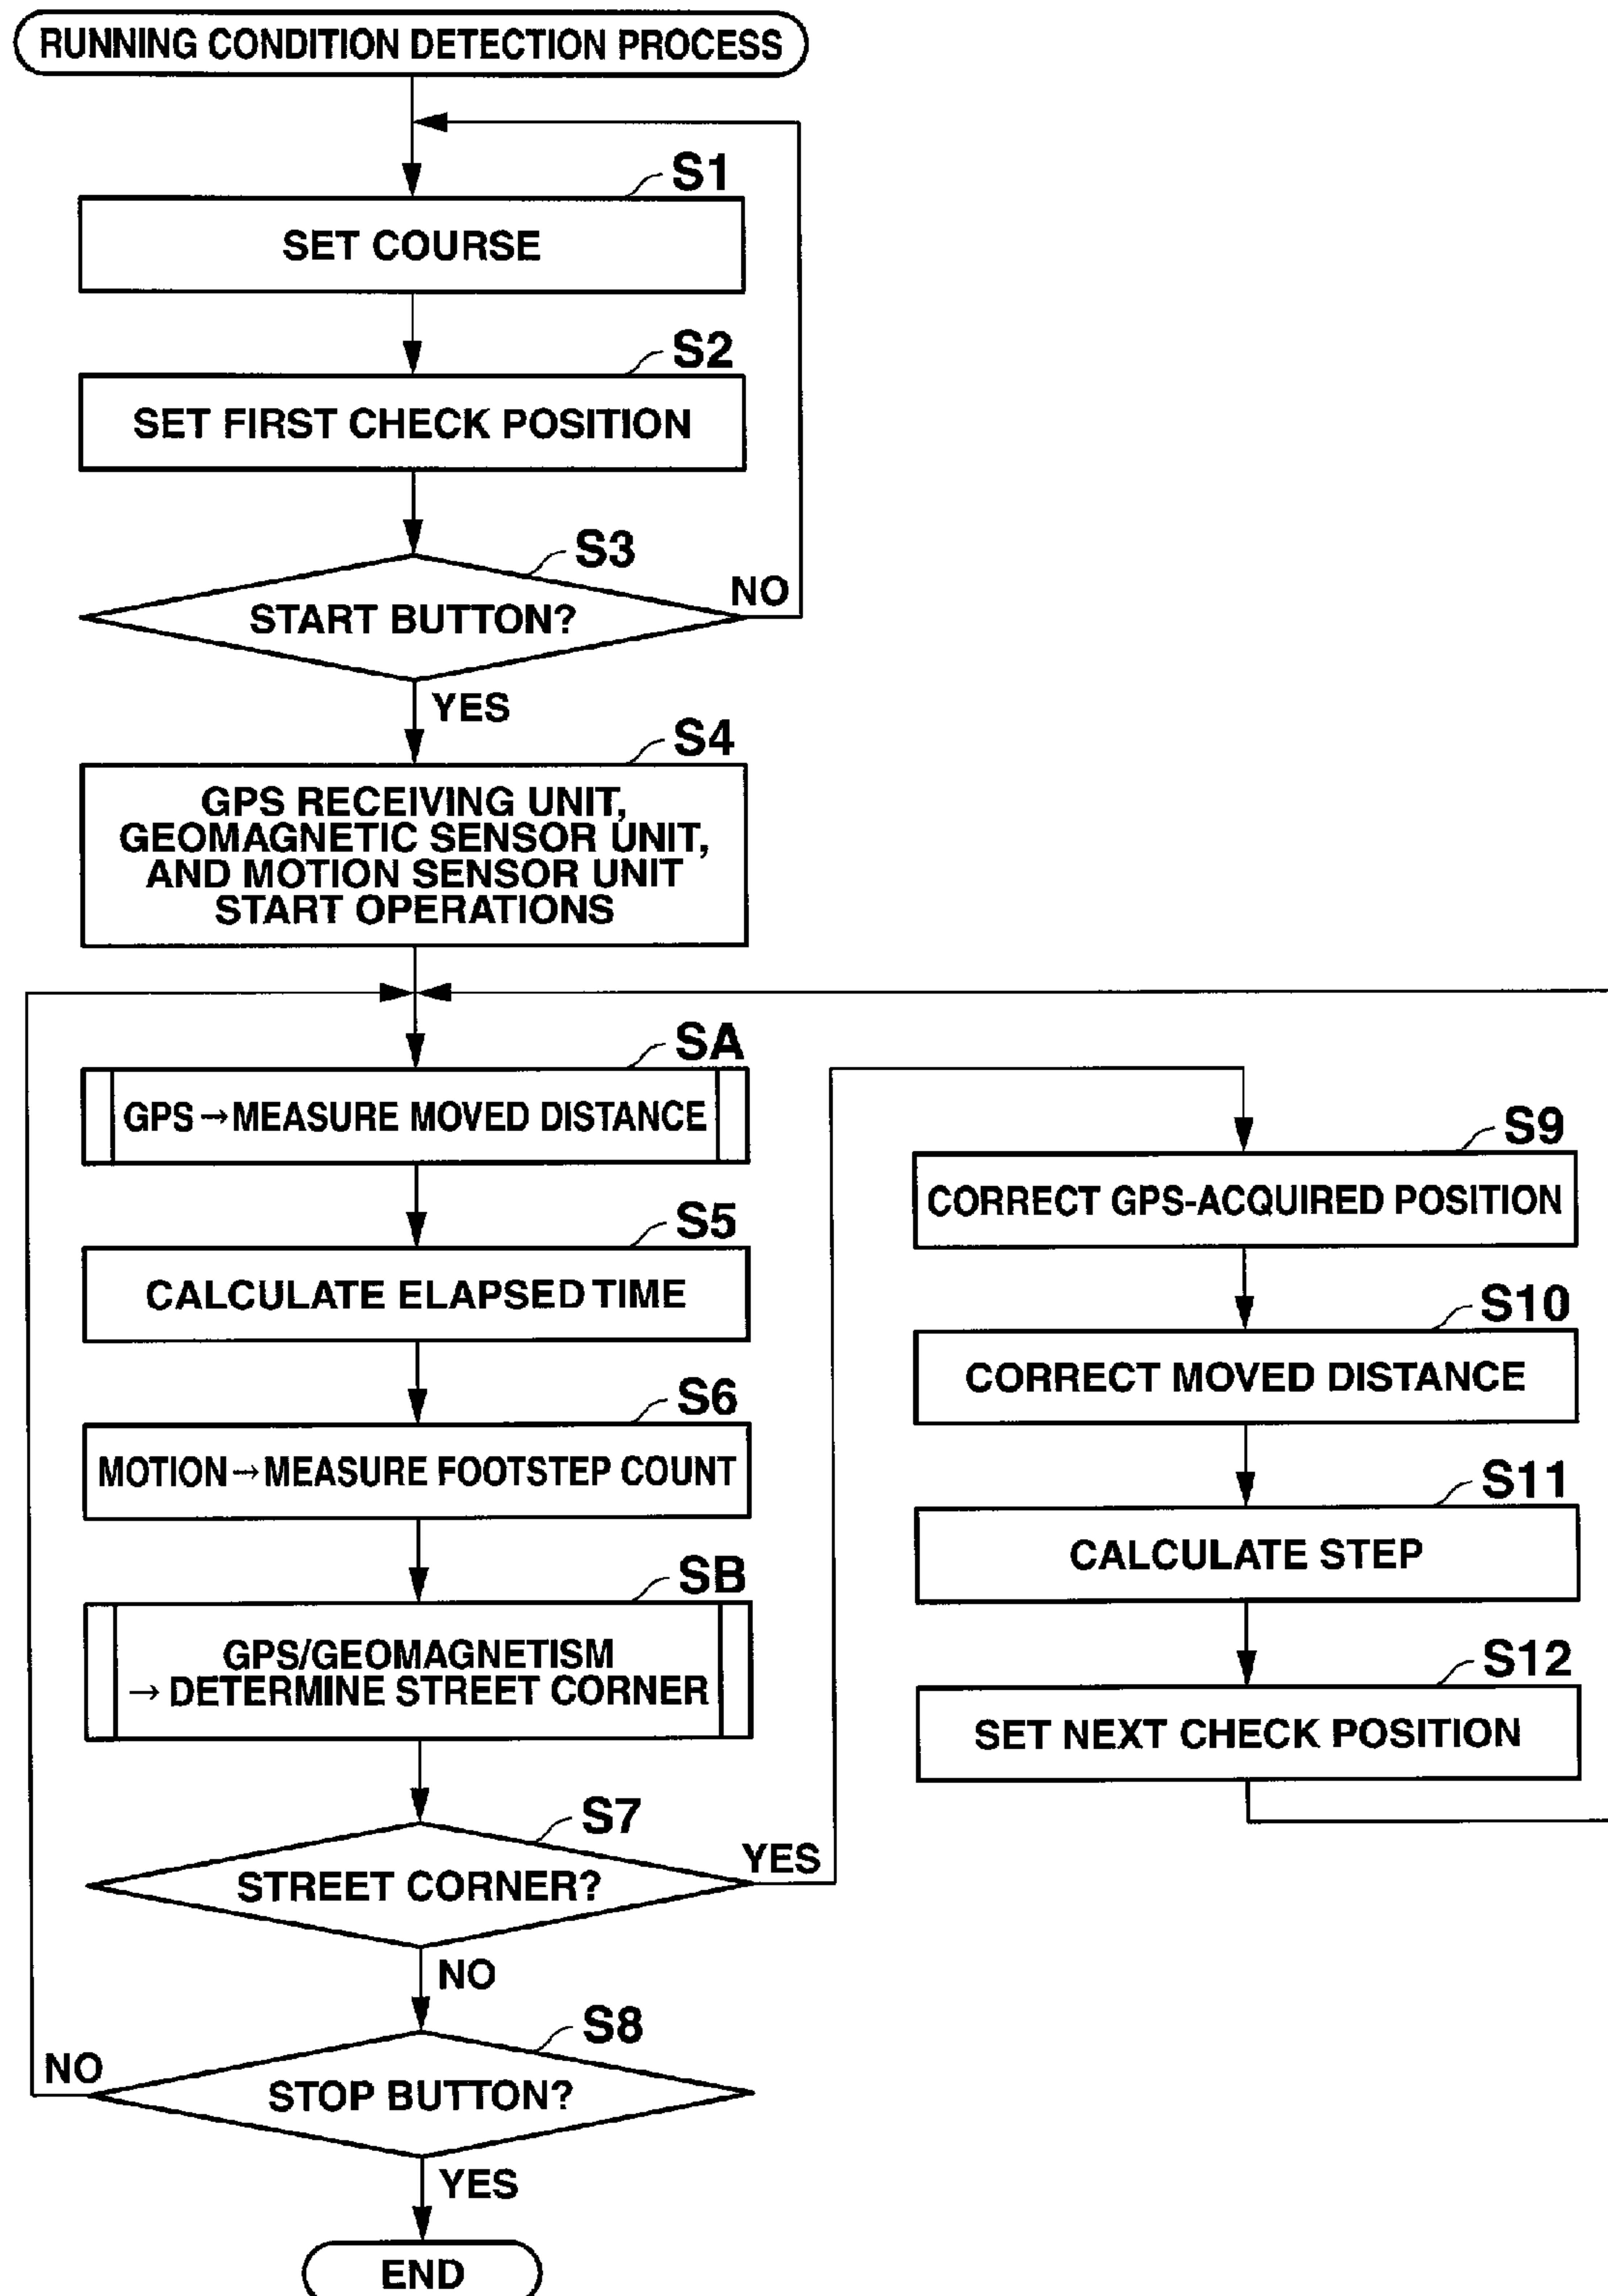 RUNNING CONDITION DETECTION PROCESS
S1
SET COURSE
S2
SET FIRST CHECK POSITION
S3
START BUTTON?
NO
YES
S4
GPS RECEIVING UNIT,
GEOMAGNETIC SENSOR UNIT,
AND MOTION SENSOR UNIT
START OPERATIONS
SA
GPS→MEASURE MOVED DISTANCE
S5
CALCULATE ELAPSED TIME
S6
MOTION→MEASURE FOOTSTEP COUNT
SB
GPS/GEOMAGNETISM
→ DETERMINE STREET CORNER
S7
STREET CORNER?
YES
NO
S8
STOP BUTTON?
NO
YES
END
S9
CORRECT GPS-ACQUIRED POSITION
S10
CORRECT MOVED DISTANCE
S11
CALCULATE STEP
S12
SET NEXT CHECK POSITION